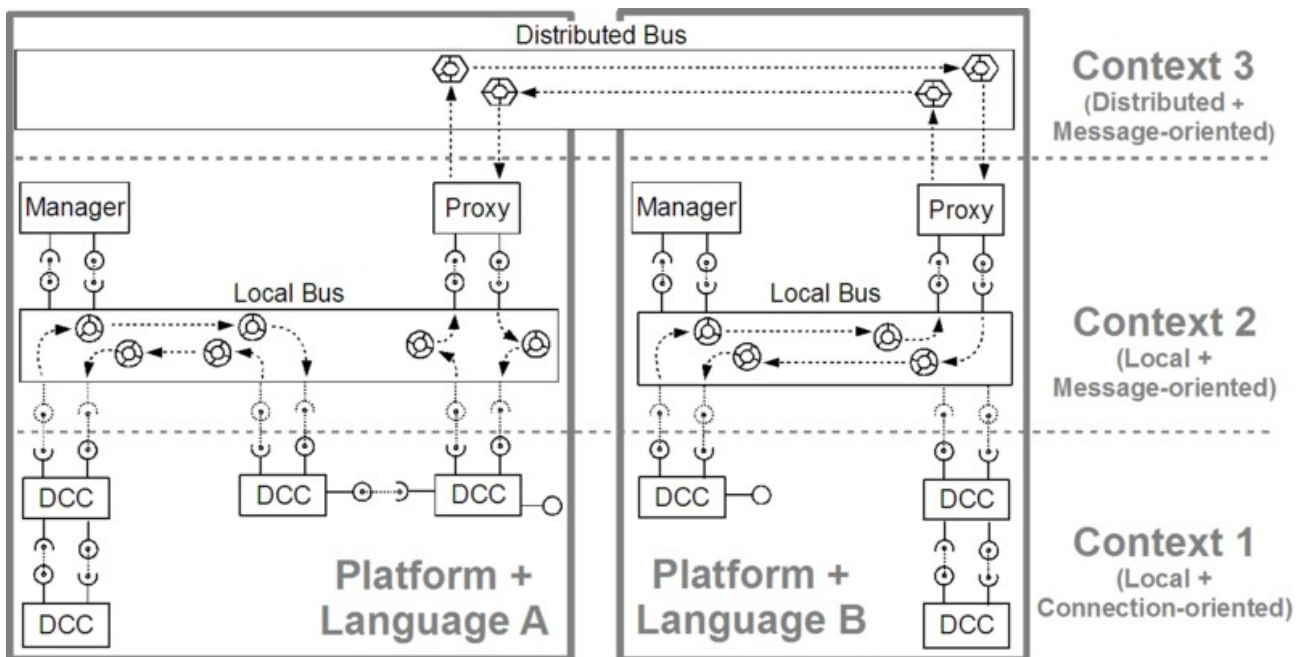 Distributed Bus
Context 3
(Distributed +
Message-oriented)
Manager
Proxy
Manager
Proxy
Local Bus
Local Bus
Context 2
(Local +
Message-oriented)
DCC
DCC
DCC
DCC
DCC
Context 1
(Local +
Connection-oriented)
Platform +
Language A
Platform +
Language B
DCC
DCC